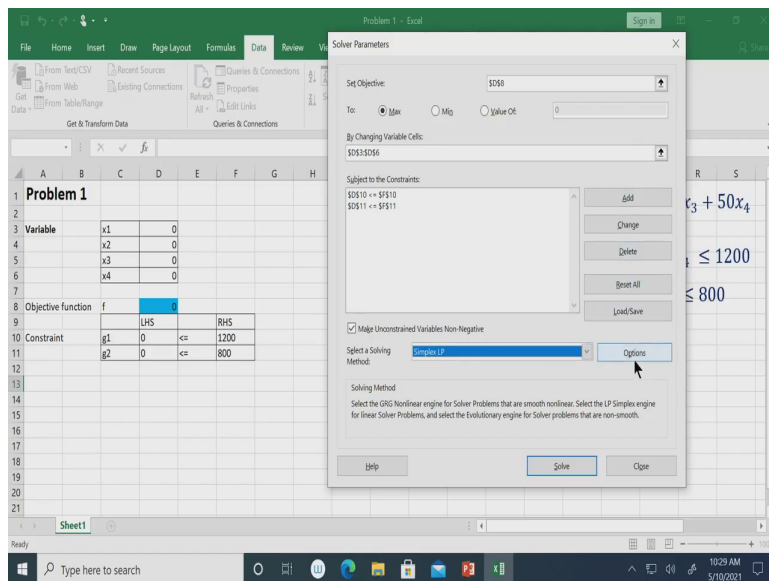 Problem 1 - Excel
Sign in
File Home Insert Draw Page Layout Formulas Data Review
Get Data
From Text/CSV
From Web
From Table/Range
Recent Sources
Existing Connections
Get & Transform Data
Refresh All
Queries & Connections
Properties
Edit Links
Queries & Connections
Share
fx
A B C D E F G H
R S
1 Problem 1
2
3 Variable x1 0
4 x2 0
5 x3 0
6 x4 0
7
8 Objective function f 0
9 LHS RHS
10 Constraint g1 0 <= 1200
11 g2 0 <= 800
12
13
14
15
16
17
18
19
20
21
x₃ + 50x₄
≤ 1200
≤ 800
Solver Parameters
Set Objective: $D$8
To: Max Min Value Of: 0
By Changing Variable Cells:
$D$3:$D$6
Subject to the Constraints:
$D$10 <= $F$10
$D$11 <= $F$11
Add
Change
Delete
Reset All
Load/Save
Make Unconstrained Variables Non-Negative
Select a Solving Method: Simplex LP
Options
Solving Method
Select the GRG Nonlinear engine for Solver Problems that are smooth nonlinear. Select the LP Simplex engine
for linear Solver Problems, and select the Evolutionary engine for Solver problems that are non-smooth.
Help
Solve
Close
Sheet1
Ready
Type here to search
10:29 AM
5/10/2021